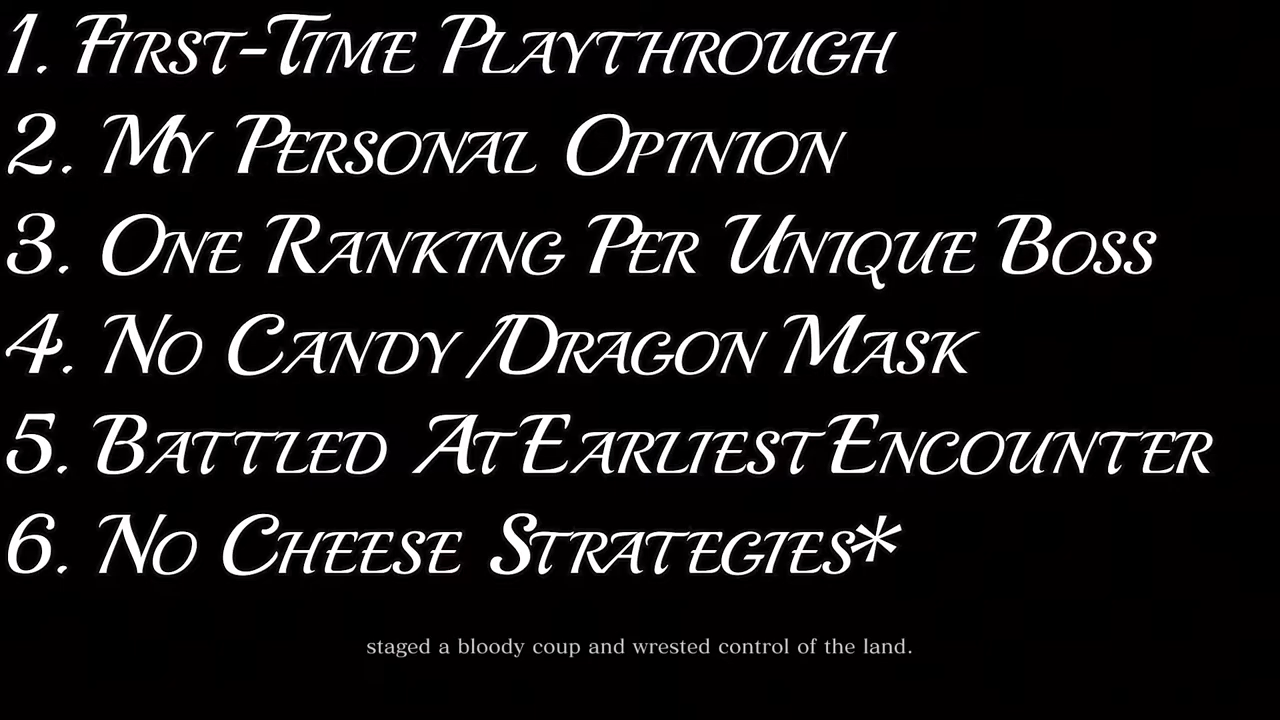 1. First-Time Playthrough
2. My Personal Opinion
3. One Ranking Per Unique Boss
4. No Candy /Dragon Mask
5. Battled At Earliest Encounter
6. No Cheese Strategies*
staged a bloody coup and wrested control of the land.